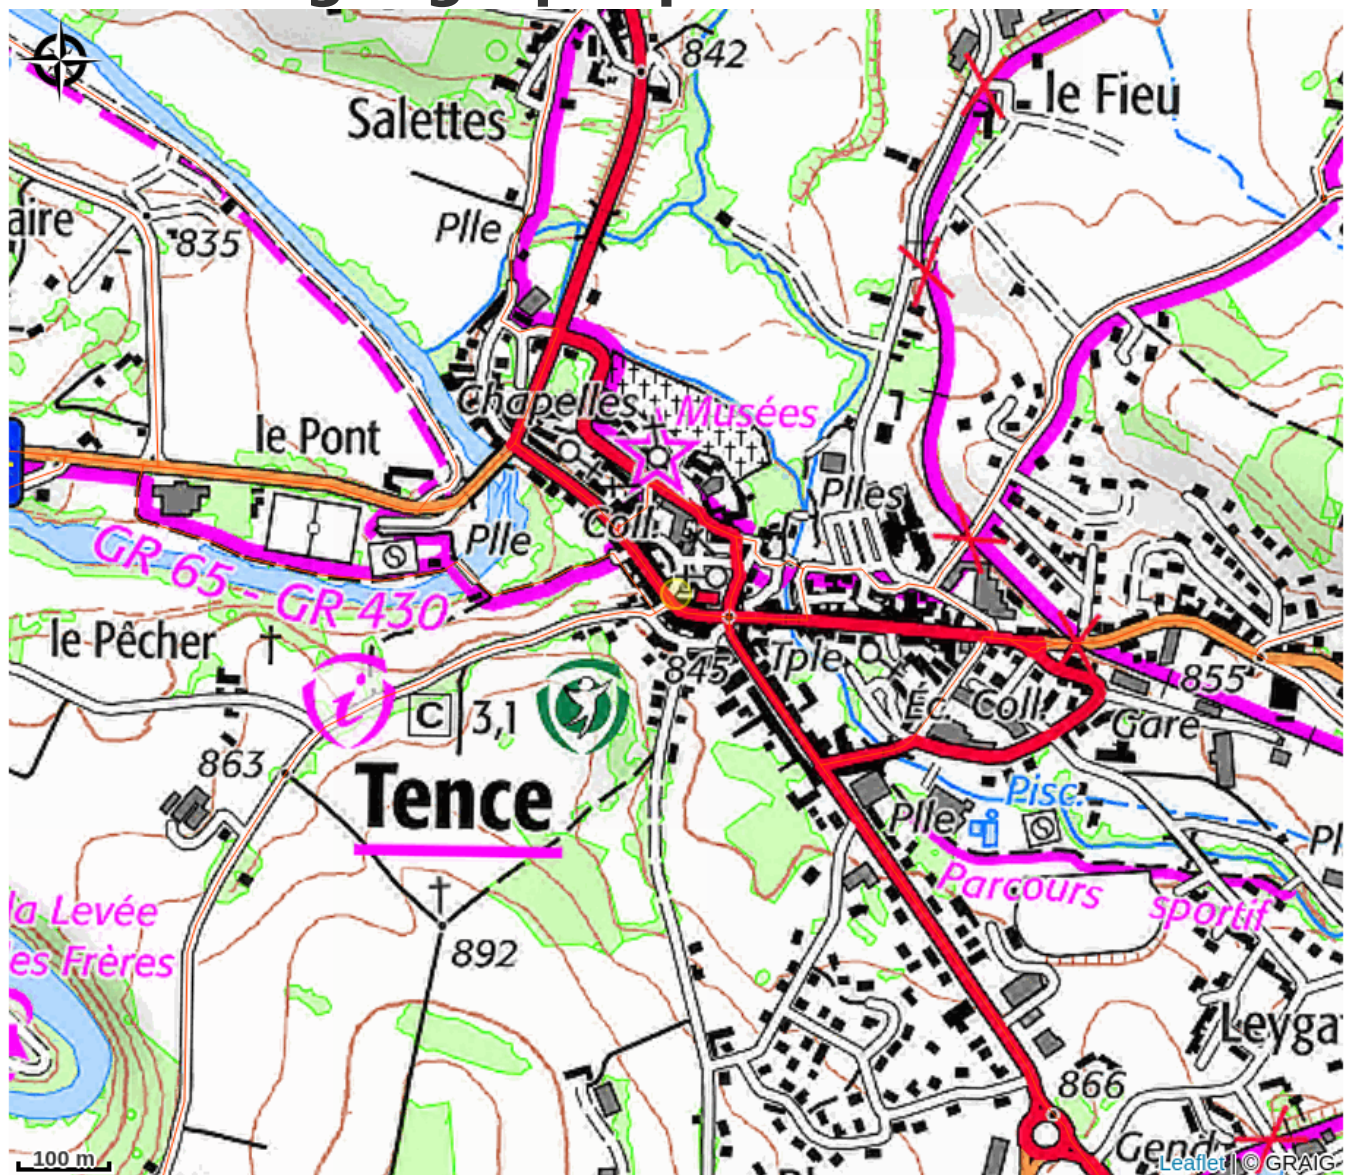 842
Salettes
le Fieu
Plle
aire
835
Chapelles
Musées
le Pont
Plles
Coll.
Plle
GR 65 - GR 430
le Pêcher
845
Tple
855
i
C
3,1
Éc.
Coll.
Gare
863
Tence
Pisc.
Plle
Pl
Parcours
sportif
la Levée
es Frères
892
Leyga
866
Gend
100 m
Leaflet | © GRAIG